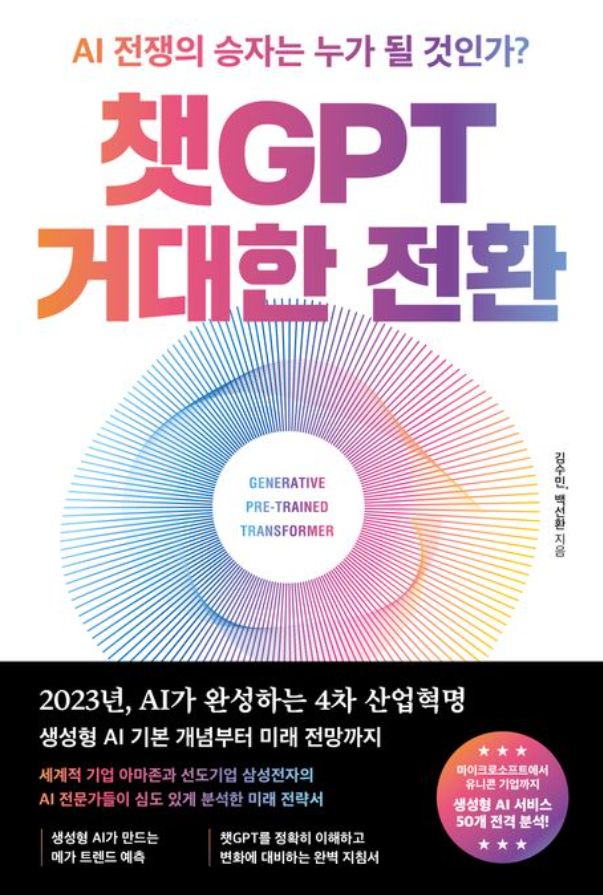 AI 전쟁의 승자는 누가 될 것인가?
챗GPT
거대한 전환
GENERATIVE
PRE-TRAINED
TRANSFORMER
김수민, 백선환 지음
2023년, AI가 완성하는 4차 산업혁명
생성형 AI 기본 개념부터 미래 전망까지
세계적 기업 아마존과 선도기업 삼성전자의
AI 전문가들이 심도 있게 분석한 미래 전략서
생성형 AI가 만드는
메가 트렌드 예측
챗GPT를 정확히 이해하고
변화에 대비하는 완벽 지침서
마이크로소프트에서
유니콘 기업까지
생성형 AI 서비스
50개 전격 분석!